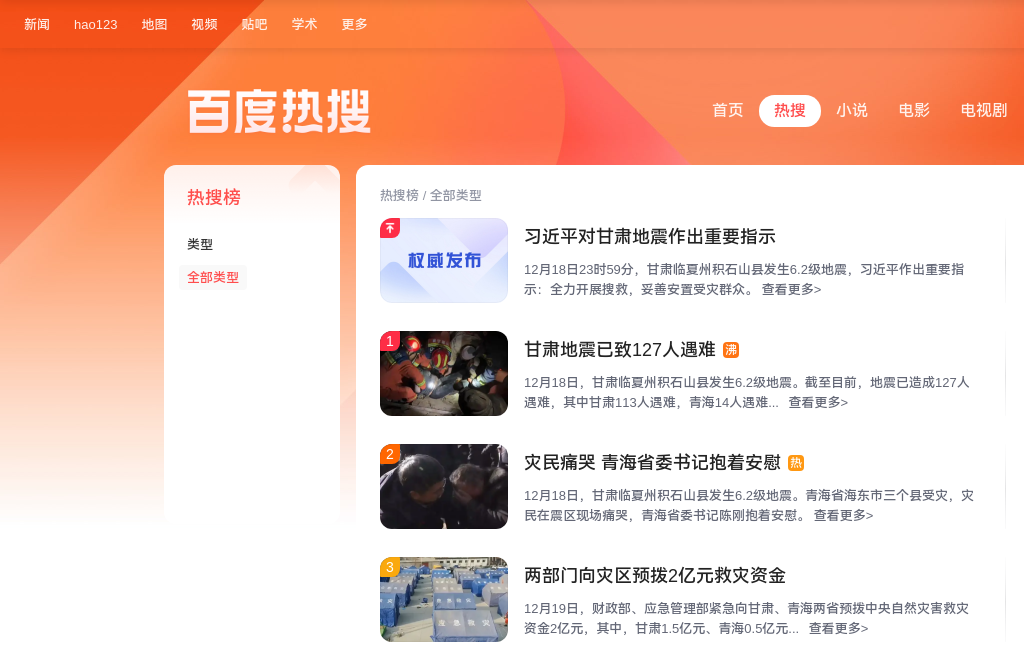 新闻 hao123 地图 视频 贴吧 学术 更多
百度热搜
首页 热搜 小说 电影 电视剧
热搜榜
类型
全部类型
热搜榜 / 全部类型
权威发布
习近平对甘肃地震作出重要指示
12月18日23时59分，甘肃临夏州积石山县发生6.2级地震，习近平作出重要指
示：全力开展搜救，妥善安置受灾群众。 查看更多>
1
甘肃地震已致127人遇难 沸
12月18日，甘肃临夏州积石山县发生6.2级地震。截至目前，地震已造成127人
遇难，其中甘肃113人遇难，青海14人遇难... 查看更多>
2
灾民痛哭 青海省委书记抱着安慰 热
12月18日，甘肃临夏州积石山县发生6.2级地震。青海省海东市三个县受灾，灾
民在震区现场痛哭，青海省委书记陈刚抱着安慰。 查看更多>
3
应急救灾
两部门向灾区预拨2亿元救灾资金
12月19日，财政部、应急管理部紧急向甘肃、青海两省预拨中央自然灾害救灾
资金2亿元，其中，甘肃1.5亿元、青海0.5亿元... 查看更多>